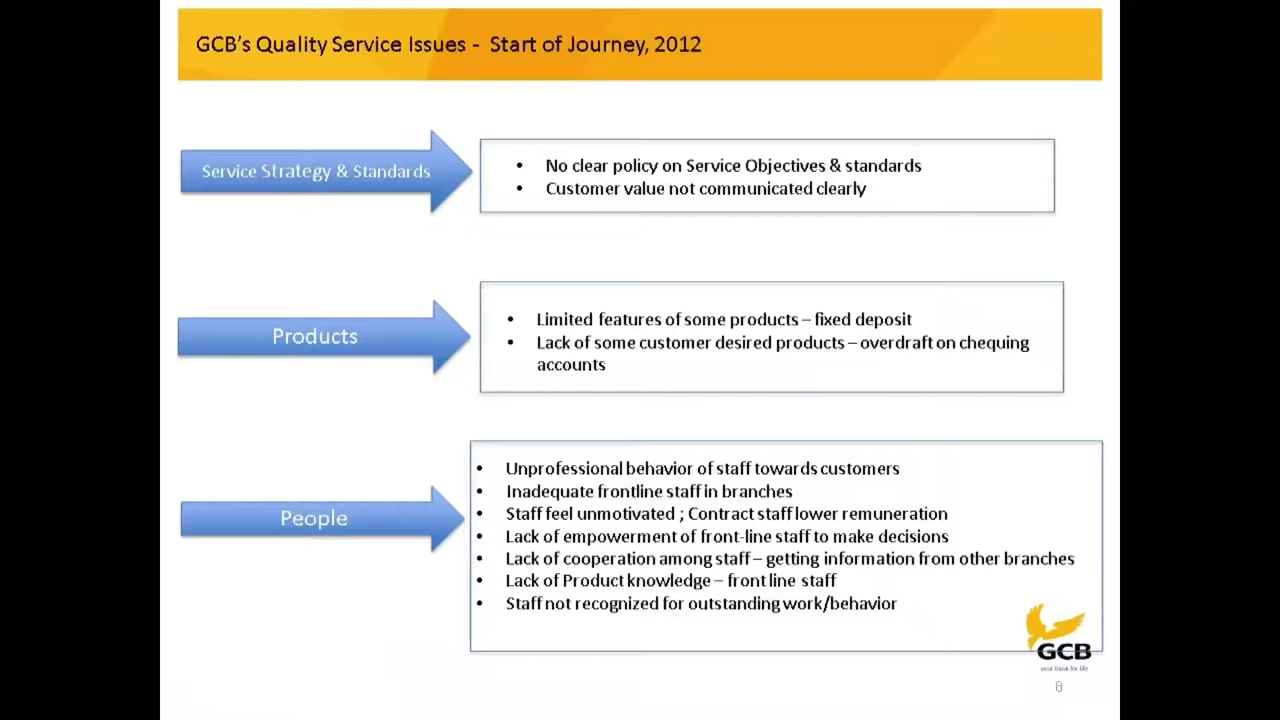 GCB's Quality Service Issues - Start of Journey, 2012
Service Strategy & Standards
• No clear policy on Service Objectives & standards
• Customer value not communicated clearly
Products
• Limited features of some products – fixed deposit
• Lack of some customer desired products – overdraft on chequing
accounts
People
• Unprofessional behavior of staff towards customers
• Inadequate frontline staff in branches
• Staff feel unmotivated ; Contract staff lower remuneration
• Lack of empowerment of front-line staff to make decisions
• Lack of cooperation among staff – getting information from other branches
• Lack of Product knowledge – front line staff
• Staff not recognized for outstanding work/behavior
GCB
your bank for life
8